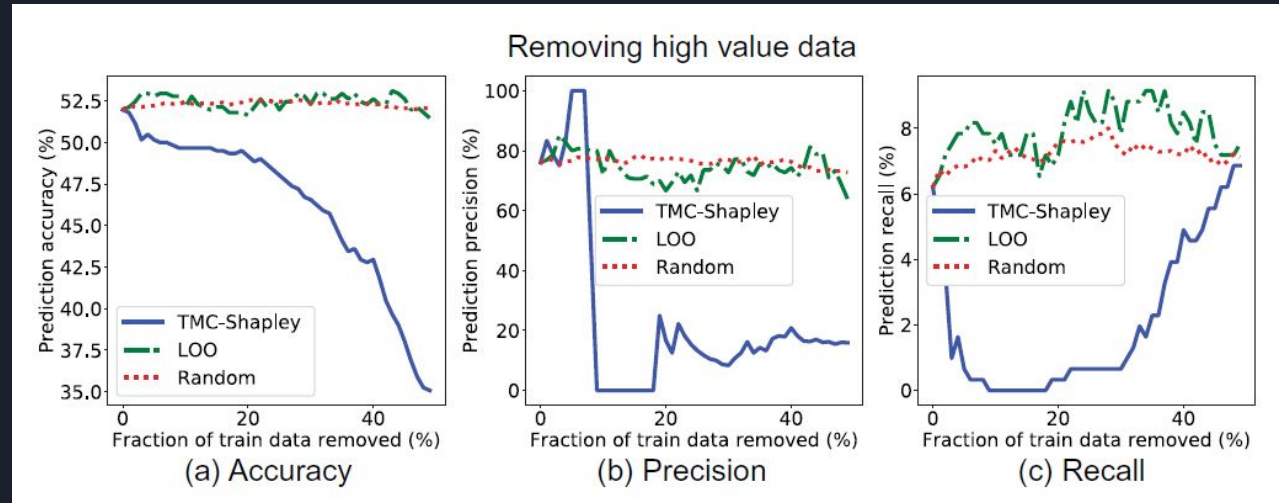 Removing high value data
Prediction accuracy (%)
52.5
50.0
47.5
45.0
42.5
40.0
37.5
35.0
TMC-Shapley
LOO
Random
0 20 40
Fraction of train data removed (%)
(a) Accuracy
Prediction precision (%)
100
80
60
40
20
0
TMC-Shapley
LOO
Random
0 20 40
Fraction of train data removed (%)
(b) Precision
Prediction recall (%)
8
6
4
2
0
TMC-Shapley
LOO
Random
0 20 40
Fraction of train data removed (%)
(c) Recall